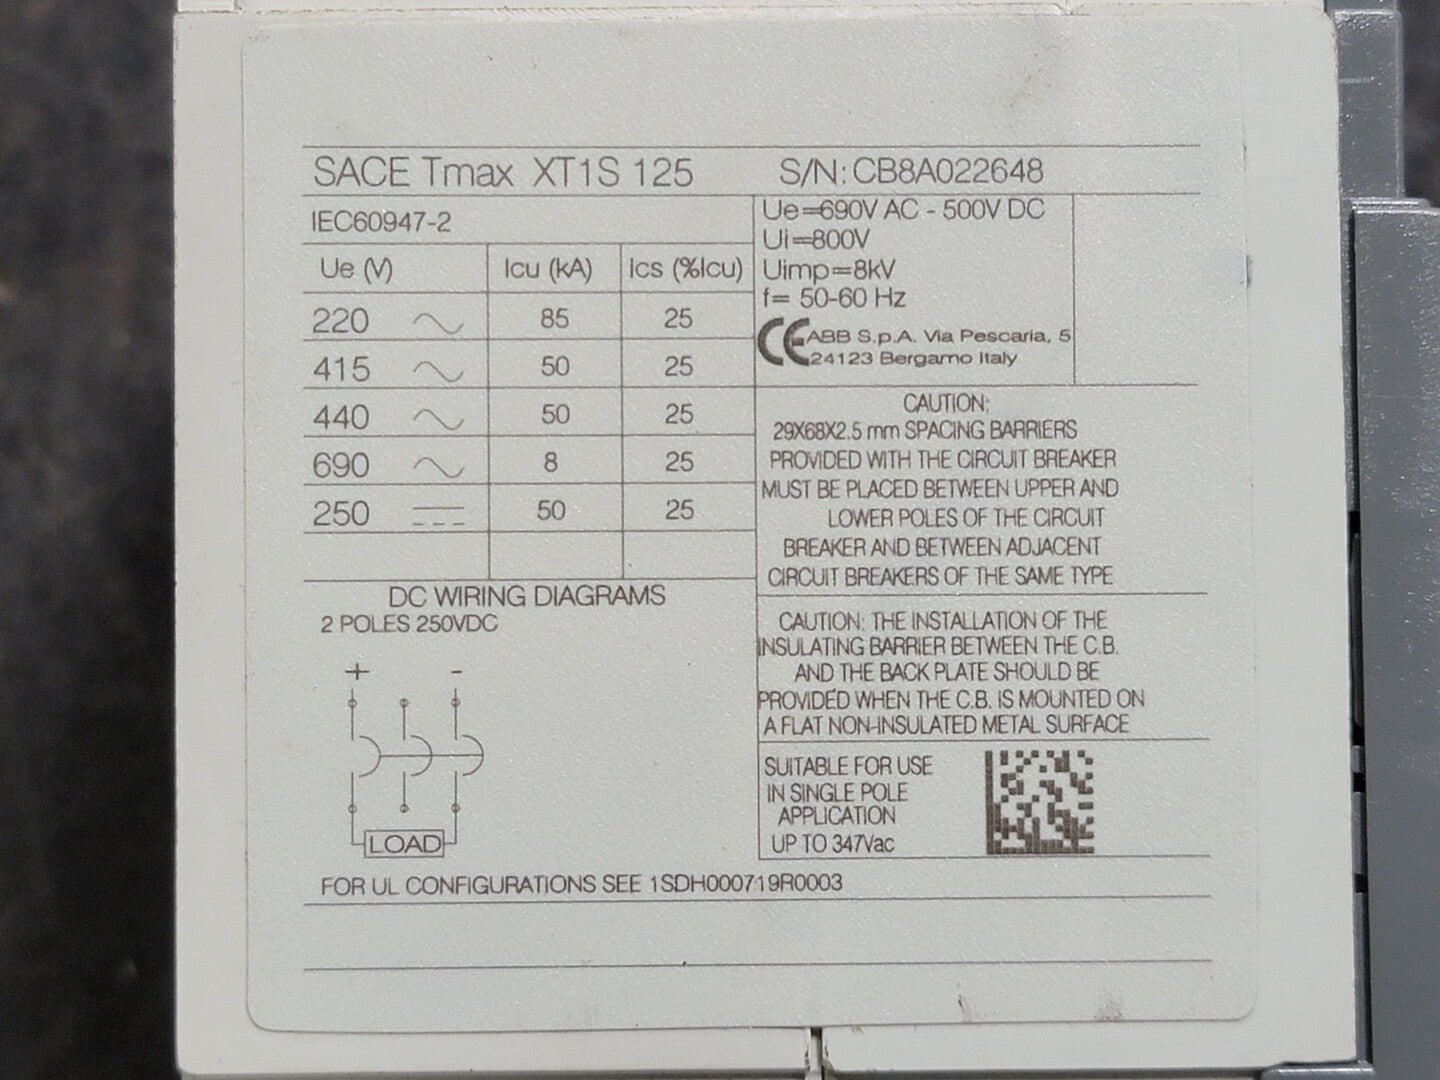 SACE Tmax XT1S 125 S/N: CB8A022648
IEC60947-2
Ue (V) Icu (kA) Ics (%Icu)
220 85 25
415 50 25
440 50 25
690 8 25
250 50 25
Ue=690V AC - 500V DC
Ui=800V
Uimp=8kV
f= 50-60 Hz
CE ABB S.p.A. Via Pescaria, 5
24123 Bergamo Italy
CAUTION:
29X68X2.5 mm SPACING BARRIERS
PROVIDED WITH THE CIRCUIT BREAKER
MUST BE PLACED BETWEEN UPPER AND
LOWER POLES OF THE CIRCUIT
BREAKER AND BETWEEN ADJACENT
CIRCUIT BREAKERS OF THE SAME TYPE
DC WIRING DIAGRAMS
2 POLES 250VDC
+ -
LOAD
CAUTION: THE INSTALLATION OF THE
INSULATING BARRIER BETWEEN THE C.B.
AND THE BACK PLATE SHOULD BE
PROVIDED WHEN THE C.B. IS MOUNTED ON
A FLAT NON-INSULATED METAL SURFACE
SUITABLE FOR USE
IN SINGLE POLE
APPLICATION
UP TO 347Vac
FOR UL CONFIGURATIONS SEE 1SDH000719R0003